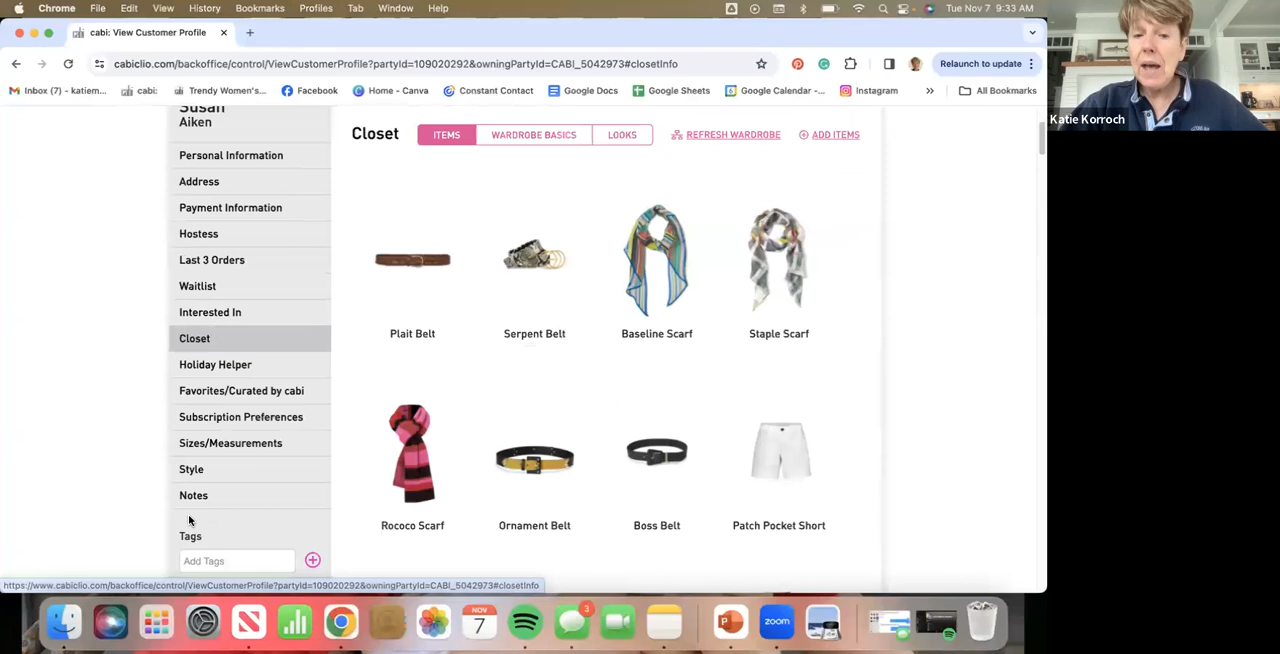 Chrome File Edit View History Bookmarks Profiles Tab Window Help Tue Nov 7 9:33 AM
cabi: View Customer Profile
cabiclio.com/backoffice/control/ViewCustomerProfile?partyId=109020292&owningPartyId=CABI_5042973#closetInfo Relaunch to update
Inbox (7) - katiem... cabi: Trendy Women's... Facebook Home - Canva Constant Contact Google Docs Google Sheets Google Calendar -... Instagram » All Bookmarks
Katie Korroch
Susan
Aiken
Personal Information
Address
Payment Information
Hostess
Last 3 Orders
Waitlist
Interested In
Closet
Holiday Helper
Favorites/Curated by cabi
Subscription Preferences
Sizes/Measurements
Style
Notes
Tags
Add Tags
Closet ITEMS WARDROBE BASICS LOOKS REFRESH WARDROBE ADD ITEMS
Plait Belt Serpent Belt Baseline Scarf Staple Scarf
Rococo Scarf Ornament Belt Boss Belt Patch Pocket Short
https://www.cabiclio.com/backoffice/control/ViewCustomerProfile?partyId=109020292&owningPartyId=CABI_5042973#closetInfo
NOV
7
3
zoom